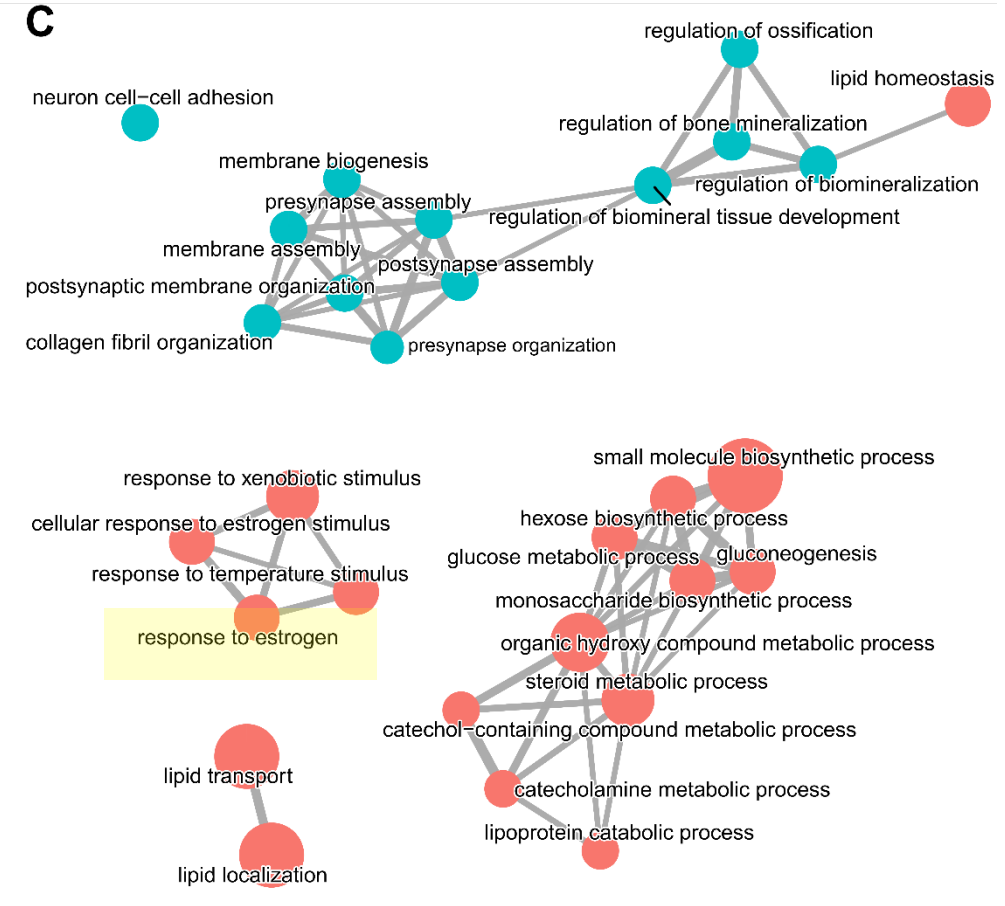 C
regulation of ossification
lipid homeostasis
neuron cell−cell adhesion
regulation of bone mineralization
membrane biogenesis
regulation of biomineralization
presynapse assembly
regulation of biomineral tissue development
membrane assembly
postsynapse assembly
postsynaptic membrane organization
collagen fibril organization
presynapse organization
small molecule biosynthetic process
response to xenobiotic stimulus
hexose biosynthetic process
cellular response to estrogen stimulus
glucose metabolic process
gluconeogenesis
response to temperature stimulus
monosaccharide biosynthetic process
response to estrogen
organic hydroxy compound metabolic process
steroid metabolic process
catechol−containing compound metabolic process
lipid transport
catecholamine metabolic process
lipoprotein catabolic process
lipid localization